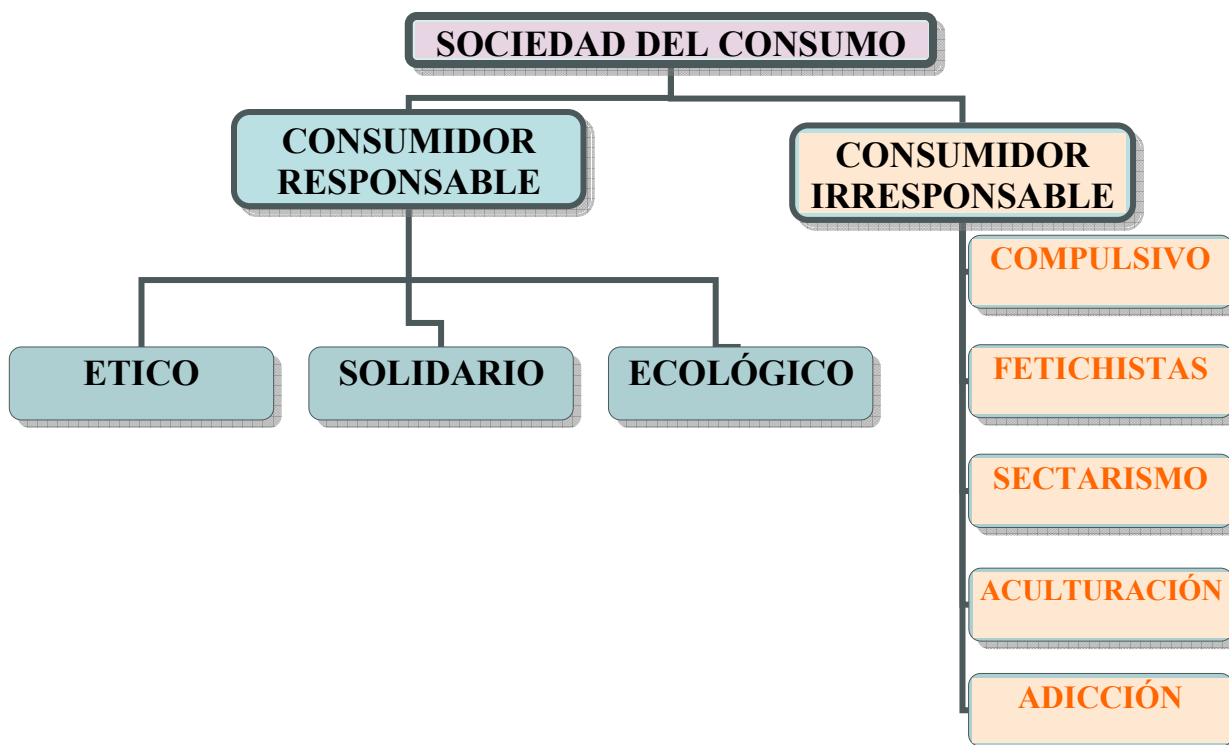 SOCIEDAD DEL CONSUMO
CONSUMIDOR
RESPONSABLE
CONSUMIDOR
IRRESPONSABLE
ETICO
SOLIDARIO
ECOLÓGICO
COMPULSIVO
FETICHISTAS
SECTARISMO
ACULTURACIÓN
ADICCIÓN